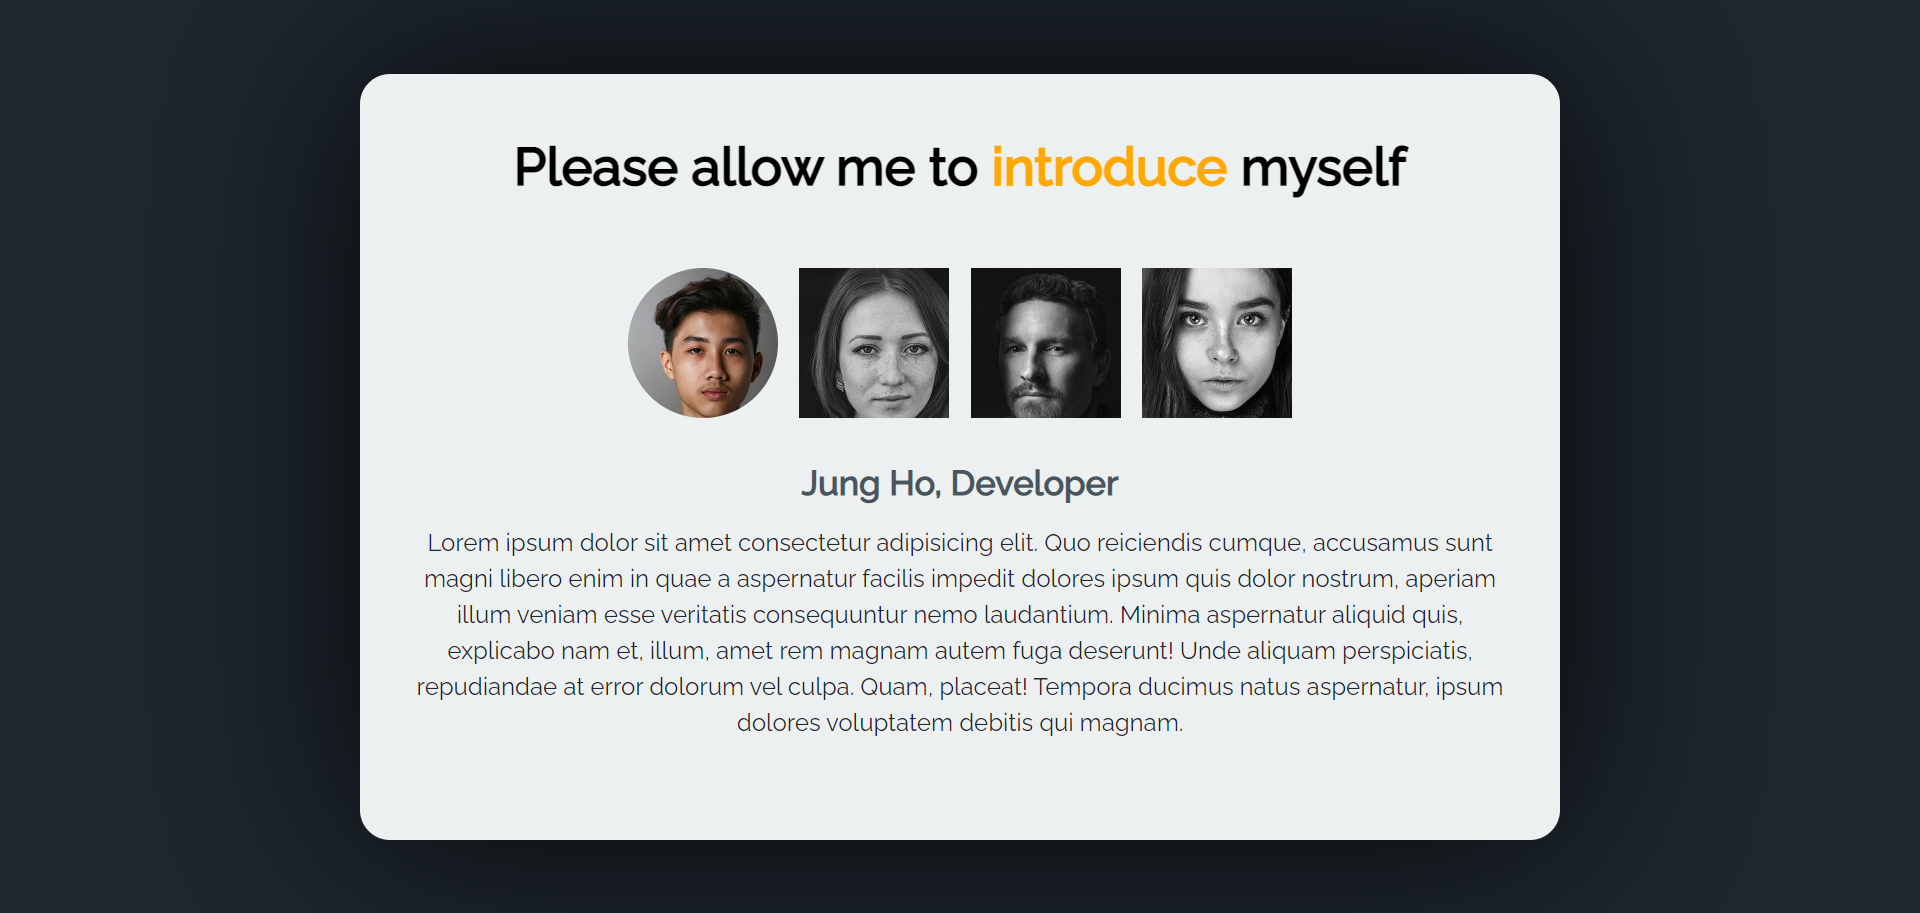 Please allow me to introduce myself
Jung Ho, Developer
Lorem ipsum dolor sit amet consectetur adipisicing elit. Quo reiciendis cumque, accusamus sunt
magni libero enim in quae a aspernatur facilis impedit dolores ipsum quis dolor nostrum, aperiam
illum veniam esse veritatis consequuntur nemo laudantium. Minima aspernatur aliquid quis,
explicabo nam et, illum, amet rem magnam autem fuga deserunt! Unde aliquam perspiciatis,
repudiandae at error dolorum vel culpa. Quam, placeat! Tempora ducimus natus aspernatur, ipsum
dolores voluptatem debitis qui magnam.